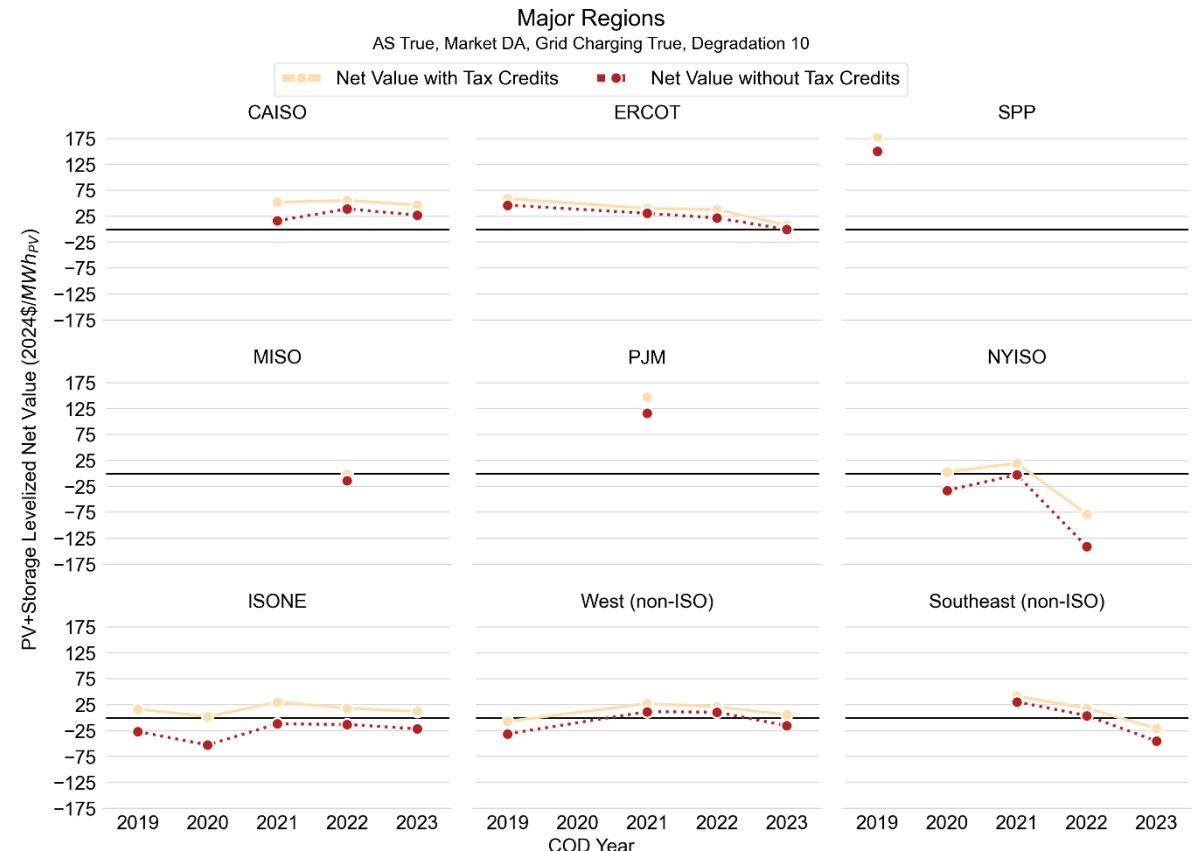 Major Regions
AS True, Market DA, Grid Charging True, Degradation 10
Net Value with Tax Credits
Net Value without Tax Credits
PV+Storage Levelized Net Value (2024$/MWh_PV)
CAISO
ERCOT
SPP
175
125
75
25
−25
−75
−125
−175
MISO
PJM
NYISO
175
125
75
25
−25
−75
−125
−175
ISONE
West (non-ISO)
Southeast (non-ISO)
175
125
75
25
−25
−75
−125
−175
2019 2020 2021 2022 2023
2019 2020 2021 2022 2023
2019 2020 2021 2022 2023
COD Year